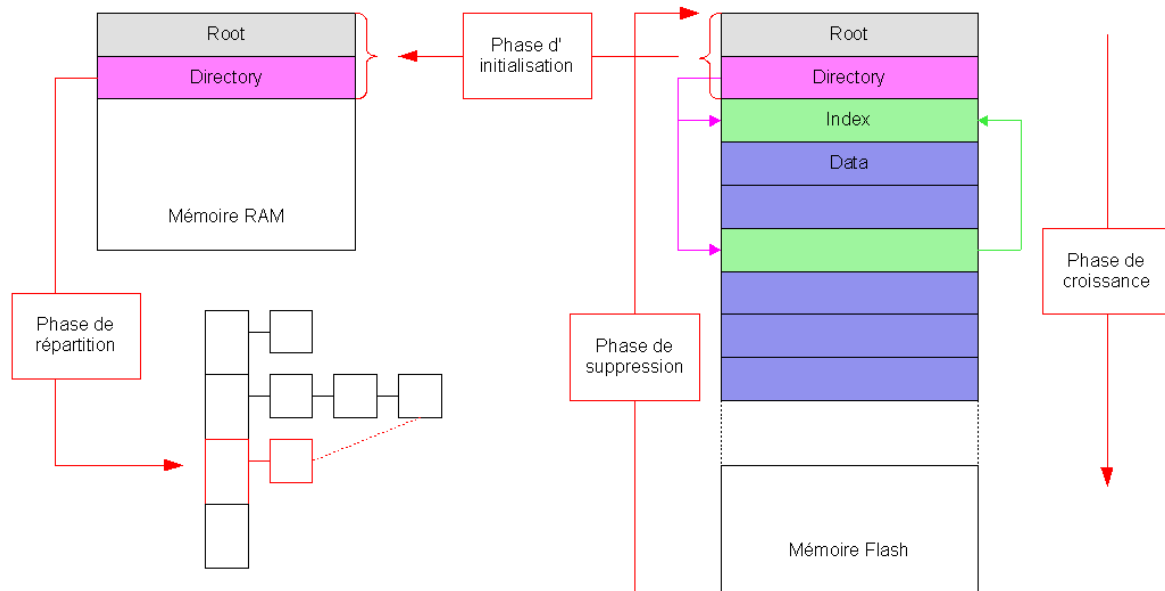 Root
Directory
Mémoire RAM
Phase d'
initialisation
Phase de
répartition
Root
Directory
Index
Data
Phase de
suppression
Mémoire Flash
Phase de
croissance